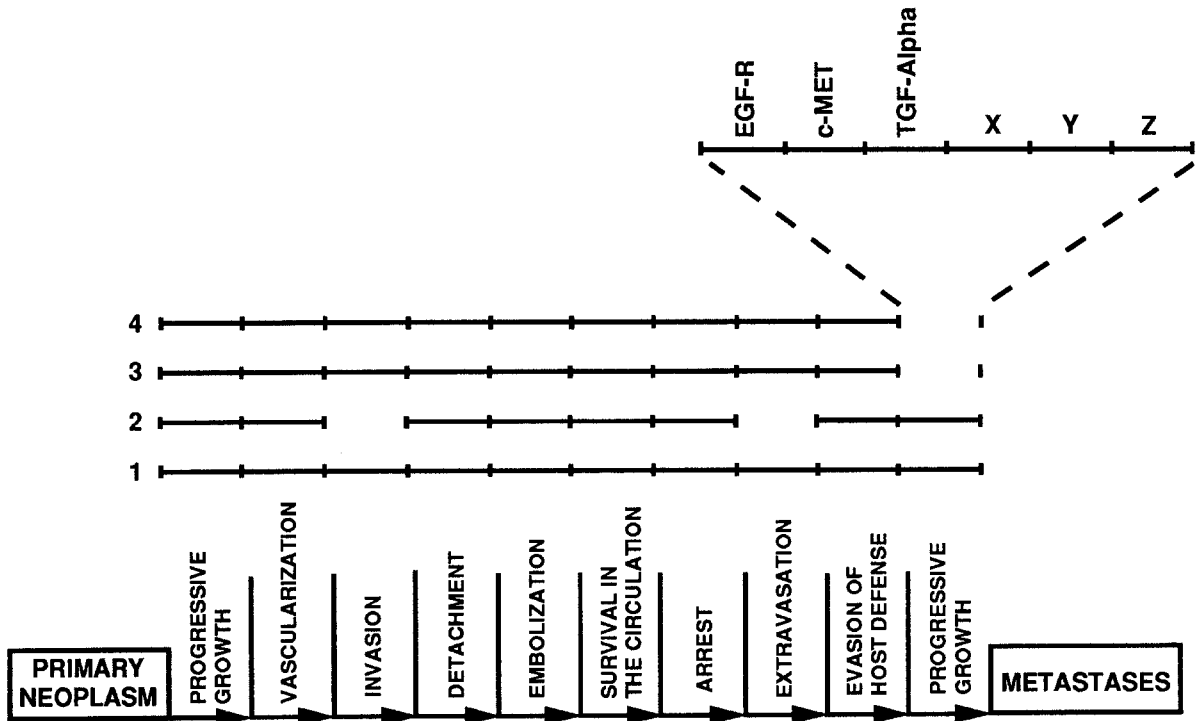 EGF-R
c-MET
TGF-Alpha
X
Y
Z
4
3
2
1
PRIMARY
NEOPLASM
PROGRESSIVE
GROWTH
VASCULARIZATION
INVASION
DETACHMENT
EMBOLIZATION
SURVIVAL IN
THE CIRCULATION
ARREST
EXTRAVASATION
EVASION OF
HOST DEFENSE
PROGRESSIVE
GROWTH
METASTASES